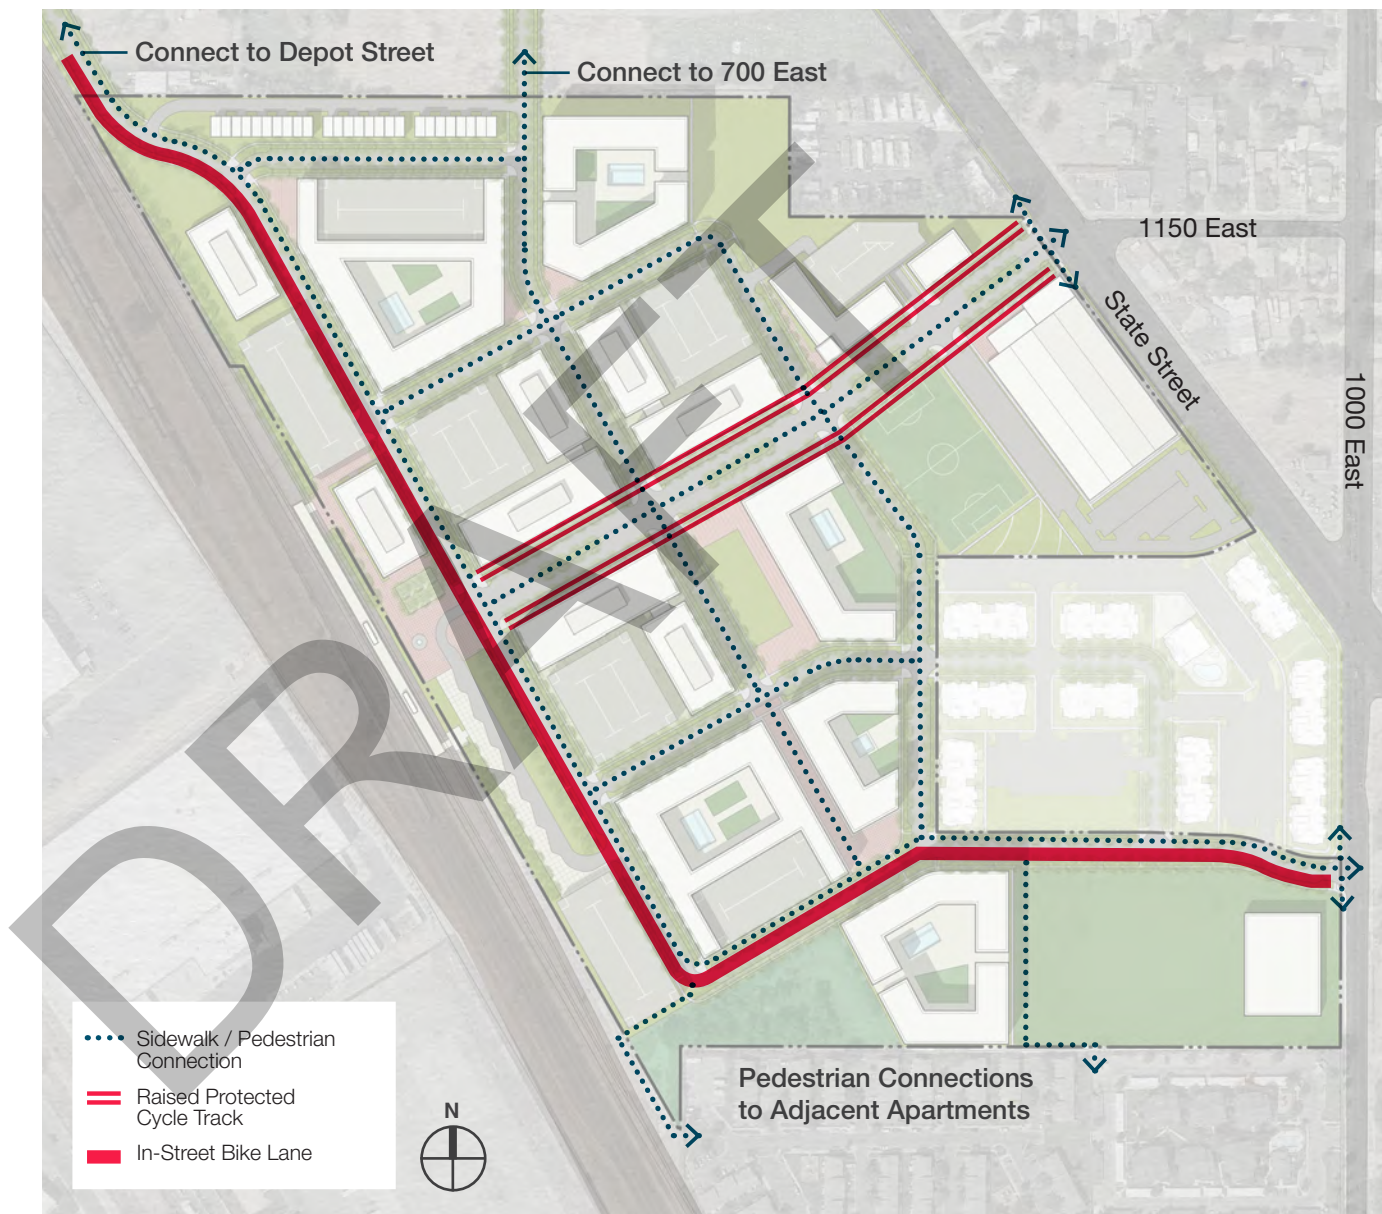 Connect to Depot Street
Connect to 700 East
1150 East
State Street
1000 East
DRAFT
Sidewalk / Pedestrian
Connection
Raised Protected
Cycle Track
In-Street Bike Lane
N
Pedestrian Connections
to Adjacent Apartments